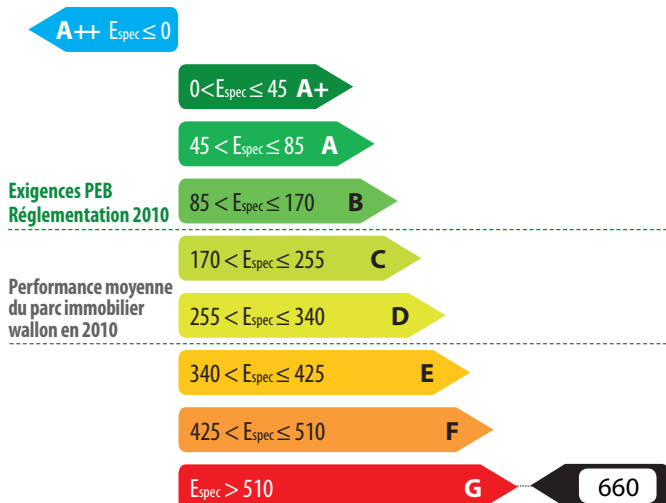 A++ Espec ≤ 0
0 < Espec ≤ 45 A+
45 < Espec ≤ 85 A
Exigences PEB
Réglementation 2010
85 < Espec ≤ 170 B
170 < Espec ≤ 255 C
Performance moyenne
du parc immobilier
wallon en 2010
255 < Espec ≤ 340 D
340 < Espec ≤ 425 E
425 < Espec ≤ 510 F
Espec > 510 G
660